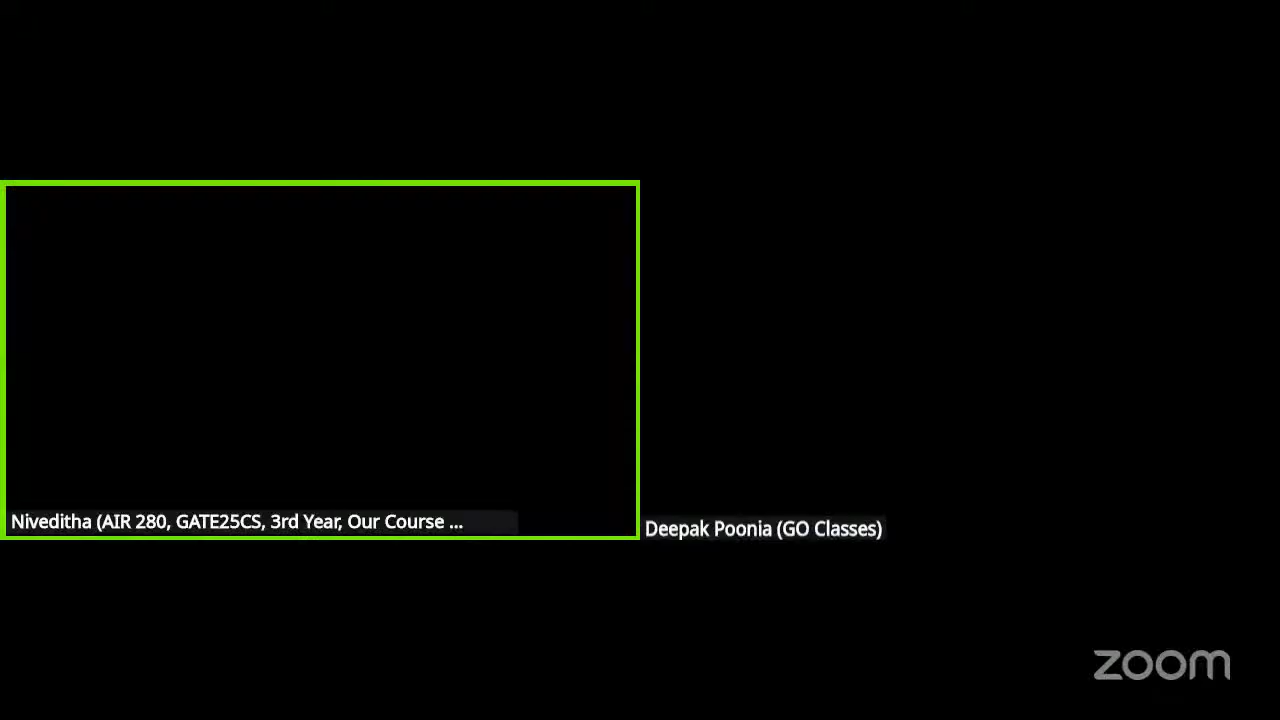 Niveditha (AIR 280, GATE25CS, 3rd Year, Our Course ...
Deepak Poonia (GO Classes)
zoom